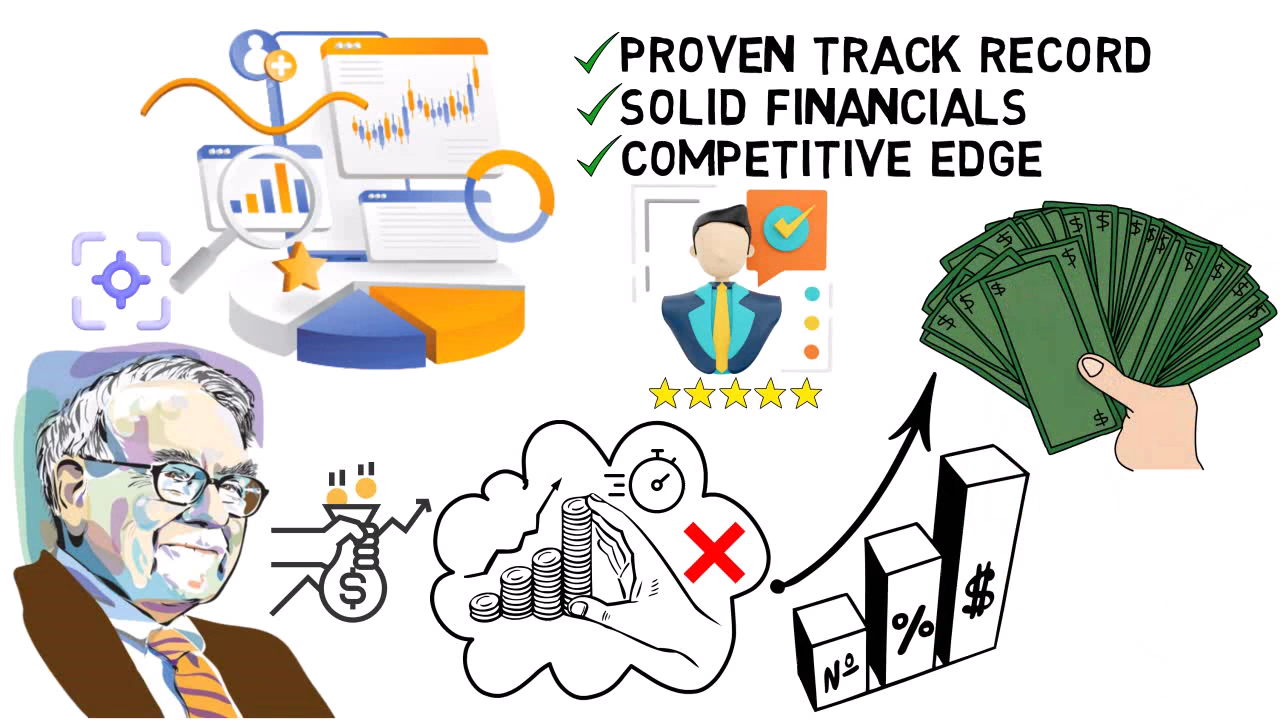 PROVEN TRACK RECORD
SOLID FINANCIALS
COMPETITIVE EDGE
$ $ $ $ $ $ $ $ $ $ $ $ $
$
Nº
%
$